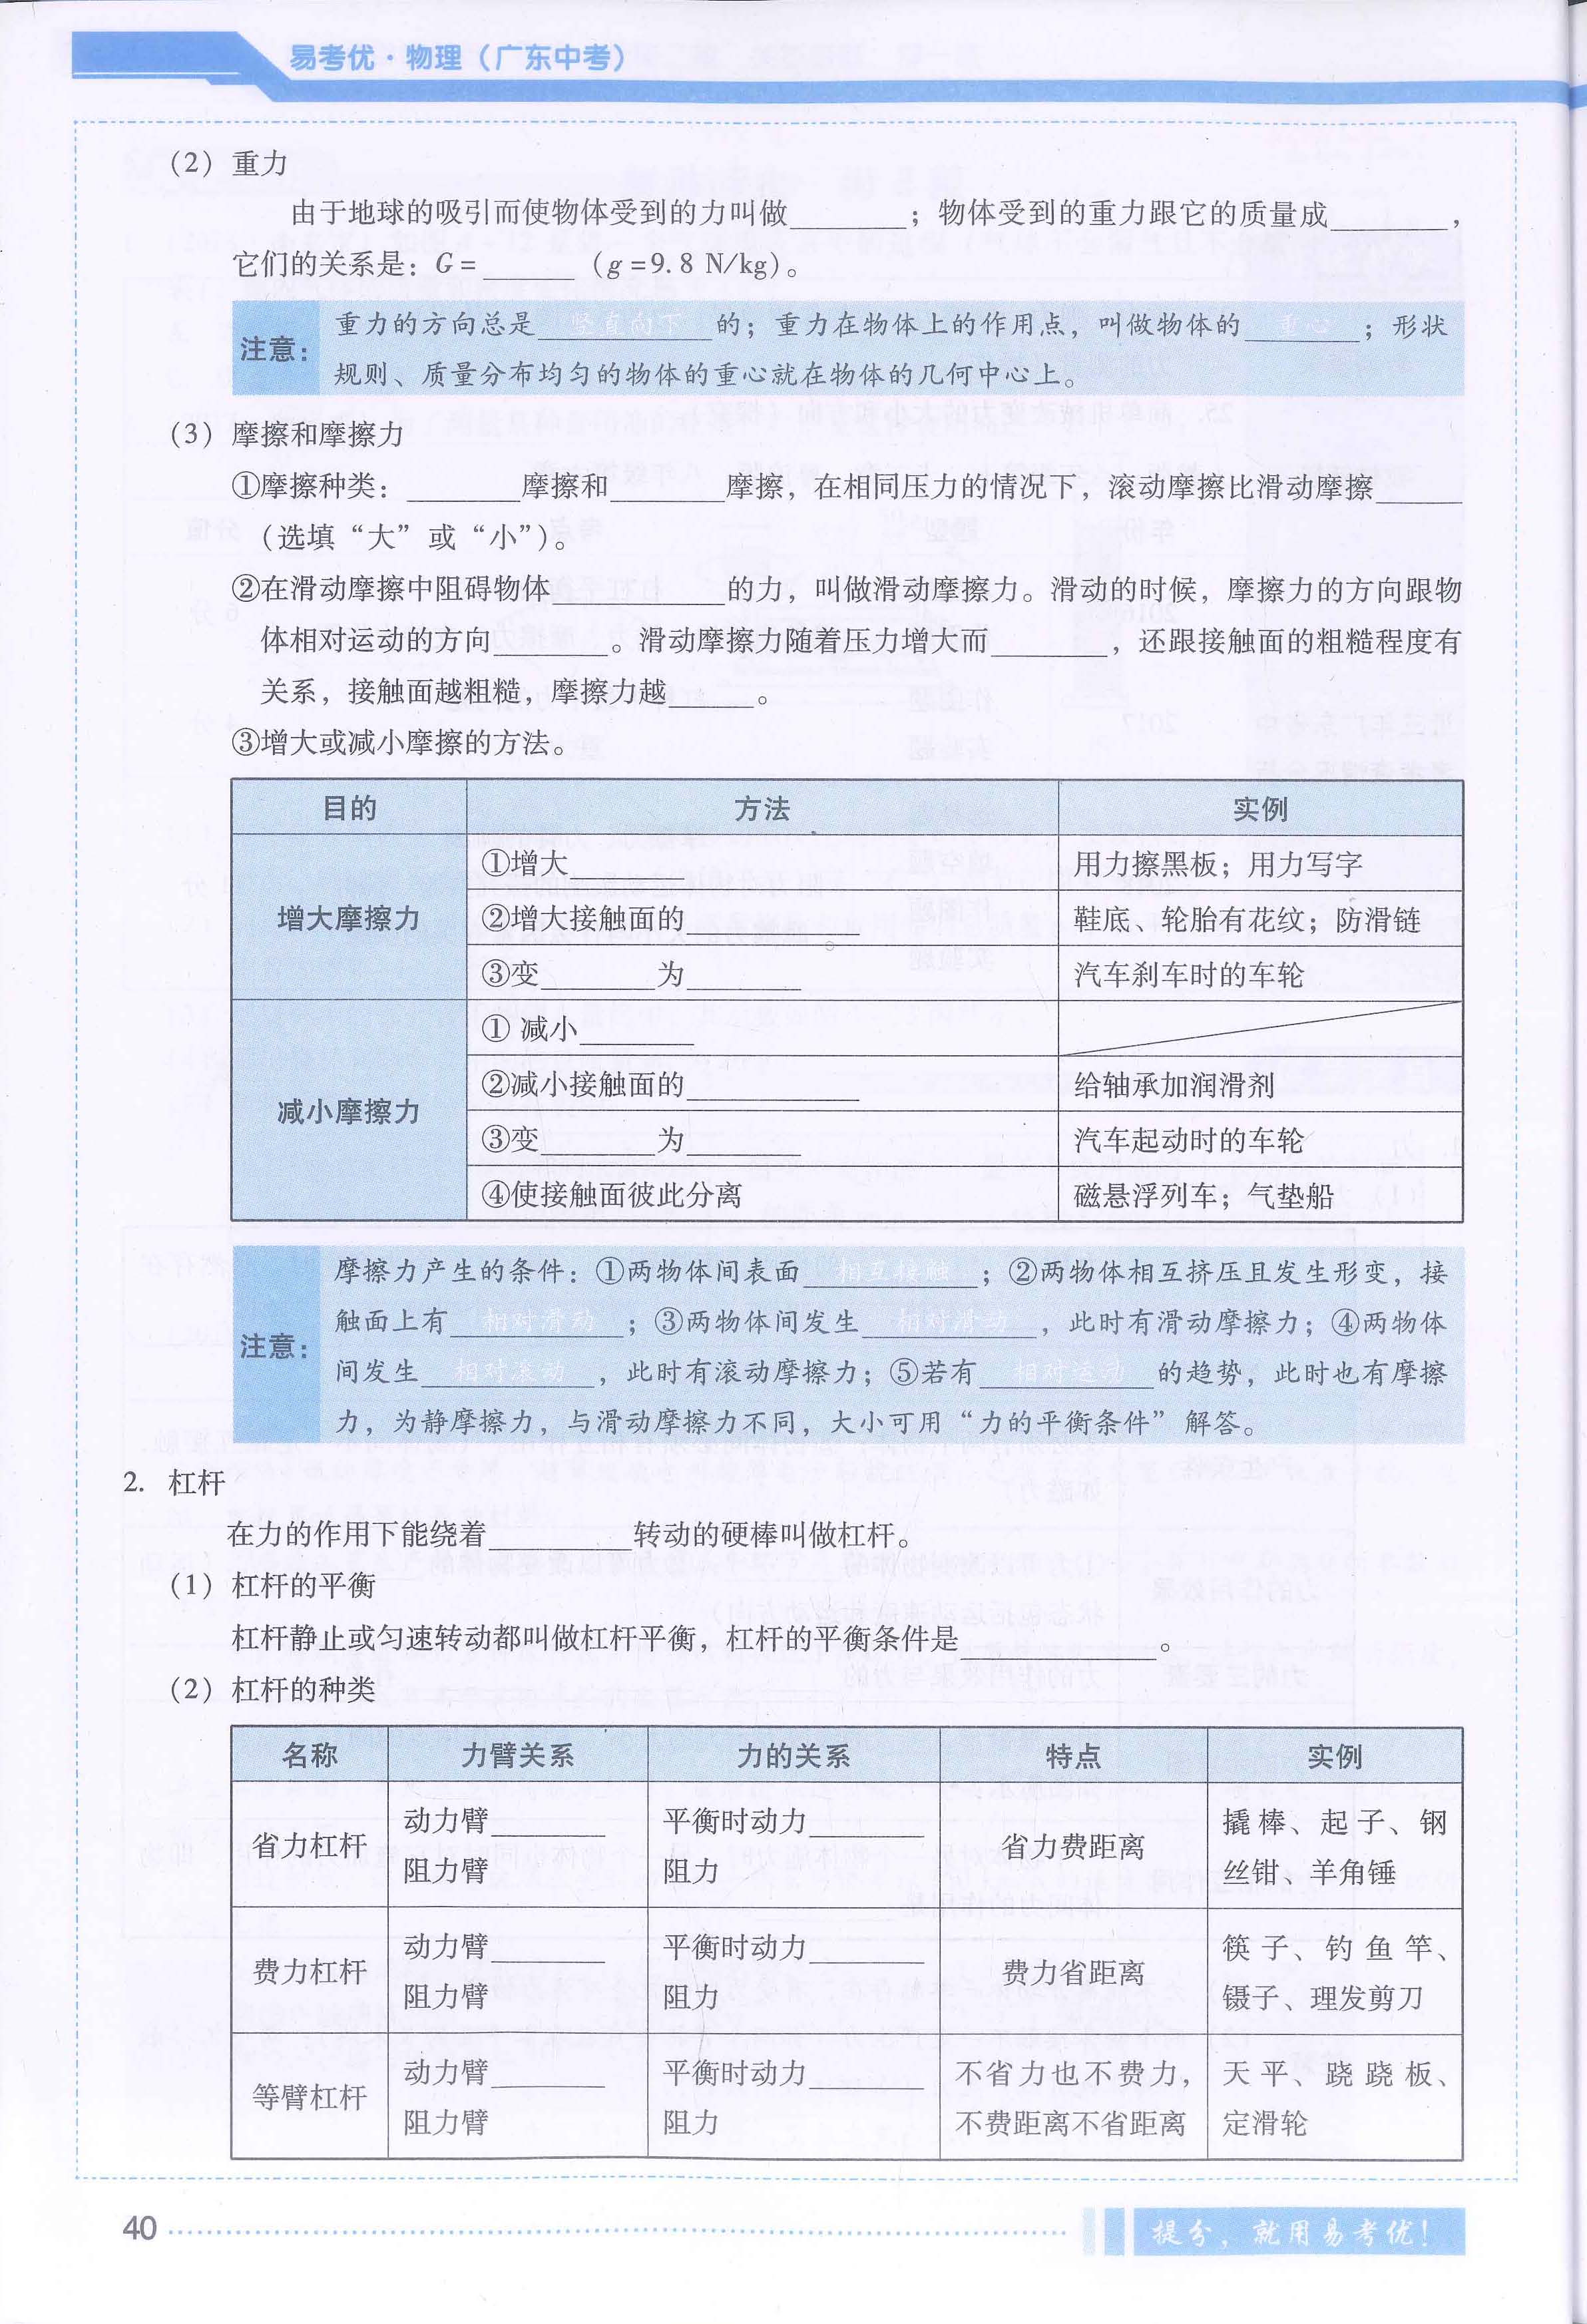 易考优·物理（广东中考）
（2）重力
由于地球的吸引而使物体受到的力叫做________；物体受到的重力跟它的质量成________，
它们的关系是：G=______（g=9.8 N/kg）。
注意：
重力的方向总是 竖直向下 的；重力在物体上的作用点，叫做物体的 重心 ；形状
规则、质量分布均匀的物体的重心就在物体的几何中心上。
（3）摩擦和摩擦力
①摩擦种类：________摩擦和________摩擦，在相同压力的情况下，滚动摩擦比滑动摩擦______
（选填“大”或“小”）。
②在滑动摩擦中阻碍物体____________的力，叫做滑动摩擦力。滑动的时候，摩擦力的方向跟物
体相对运动的方向________。滑动摩擦力随着压力增大而________，还跟接触面的粗糙程度有
关系，接触面越粗糙，摩擦力越______。
③增大或减小摩擦的方法。
目的 方法 实例
增大摩擦力
①增大________ 用力擦黑板；用力写字
②增大接触面的____________ 鞋底、轮胎有花纹；防滑链
③变________为________ 汽车刹车时的车轮
减小摩擦力
① 减小________
②减小接触面的____________ 给轴承加润滑剂
③变________为________ 汽车起动时的车轮
④使接触面彼此分离 磁悬浮列车；气垫船
注意：
摩擦力产生的条件：①两物体间表面 相互接触 ；②两物体相互挤压且发生形变，接
触面上有 相对滑动 ；③两物体间发生 相对滑动 ，此时有滑动摩擦力；④两物体
间发生 相对滚动 ，此时有滚动摩擦力；⑤若有 相对运动 的趋势，此时也有摩擦
力，为静摩擦力，与滑动摩擦力不同，大小可用“力的平衡条件”解答。
2. 杠杆
在力的作用下能绕着__________转动的硬棒叫做杠杆。
（1）杠杆的平衡
杠杆静止或匀速转动都叫做杠杆平衡，杠杆的平衡条件是______________。
（2）杠杆的种类
名称 力臂关系 力的关系 特点 实例
省力杠杆 动力臂________阻力臂 平衡时动力________阻力 省力费距离 撬棒、起子、钢丝钳、羊角锤
费力杠杆 动力臂________阻力臂 平衡时动力________阻力 费力省距离 筷子、钓鱼竿、镊子、理发剪刀
等臂杠杆 动力臂________阻力臂 平衡时动力________阻力 不省力也不费力，不费距离不省距离 天平、跷跷板、定滑轮
40
提分，就用易考优！